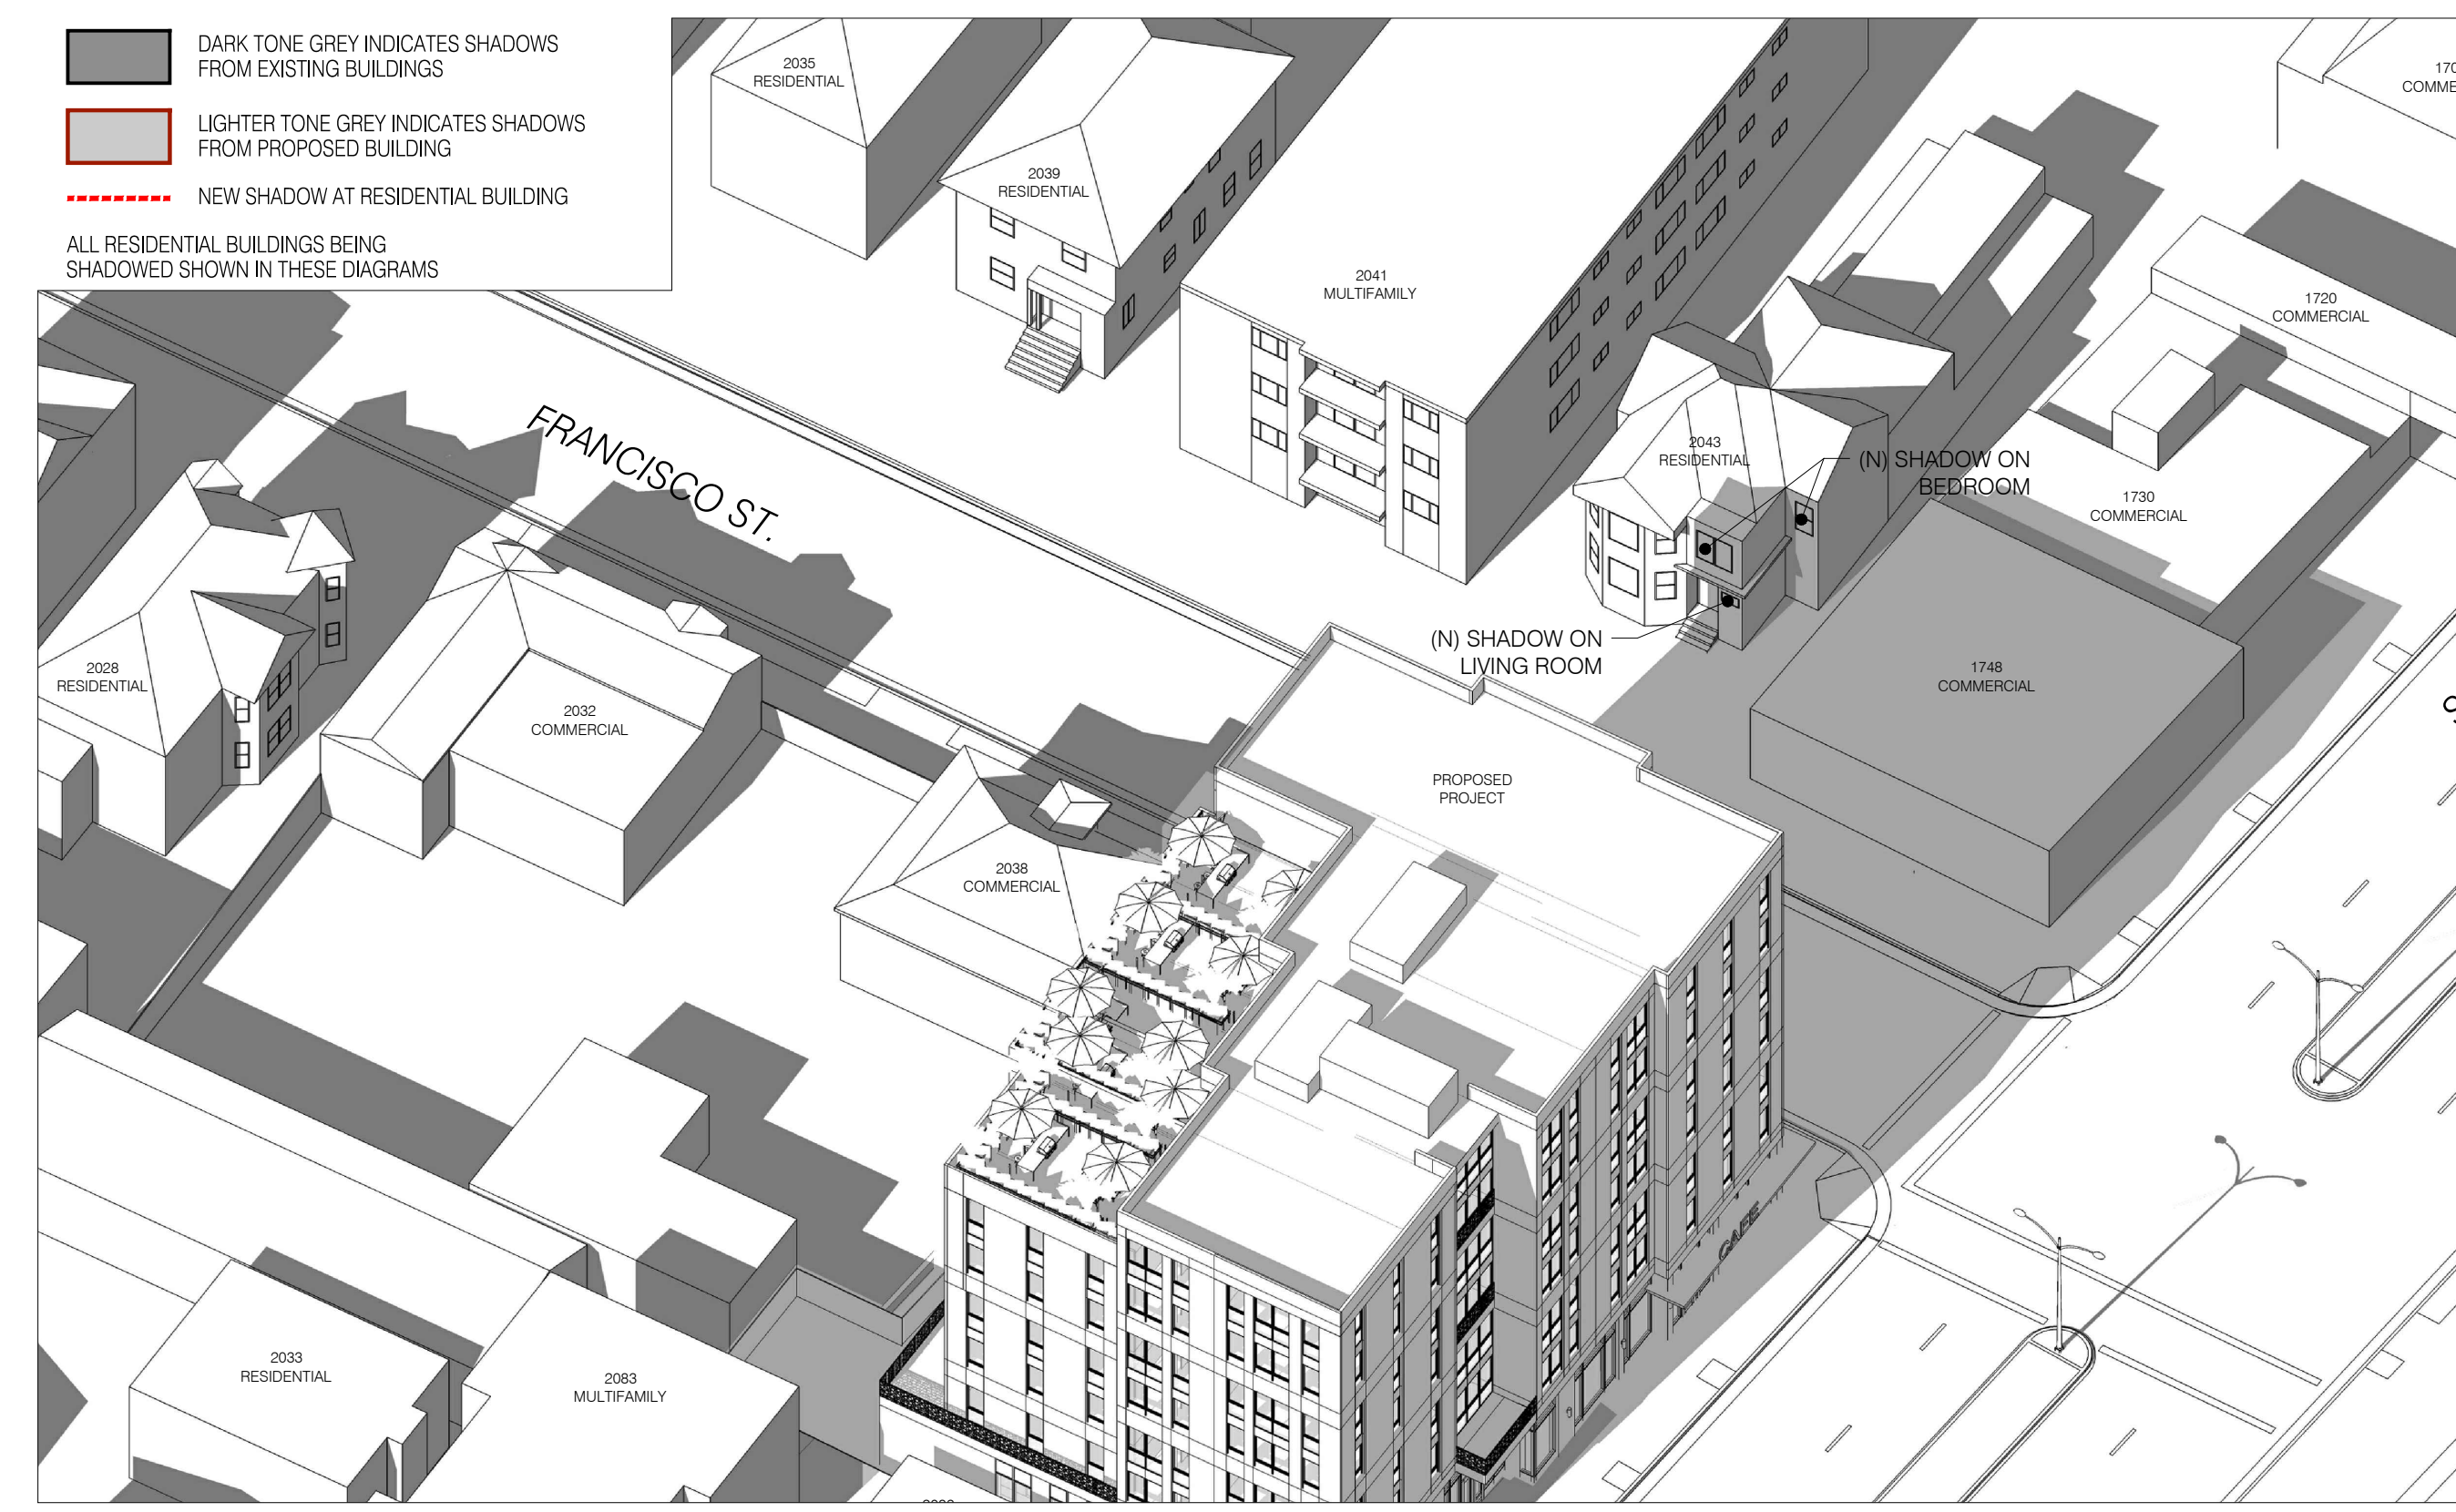 DARK TONE GREY INDICATES SHADOWS
FROM EXISTING BUILDINGS
LIGHTER TONE GREY INDICATES SHADOWS
FROM PROPOSED BUILDING
NEW SHADOW AT RESIDENTIAL BUILDING
ALL RESIDENTIAL BUILDINGS BEING
SHADOWED SHOWN IN THESE DIAGRAMS
2035
RESIDENTIAL
2039
RESIDENTIAL
2041
MULTIFAMILY
1720
COMMERCIAL
FRANCISCO ST.
2043
RESIDENTIAL
(N) SHADOW ON
BEDROOM
1730
COMMERCIAL
(N) SHADOW ON
LIVING ROOM
1748
COMMERCIAL
2028
RESIDENTIAL
2032
COMMERCIAL
PROPOSED
PROJECT
2038
COMMERCIAL
CAFE
2033
RESIDENTIAL
2083
MULTIFAMILY